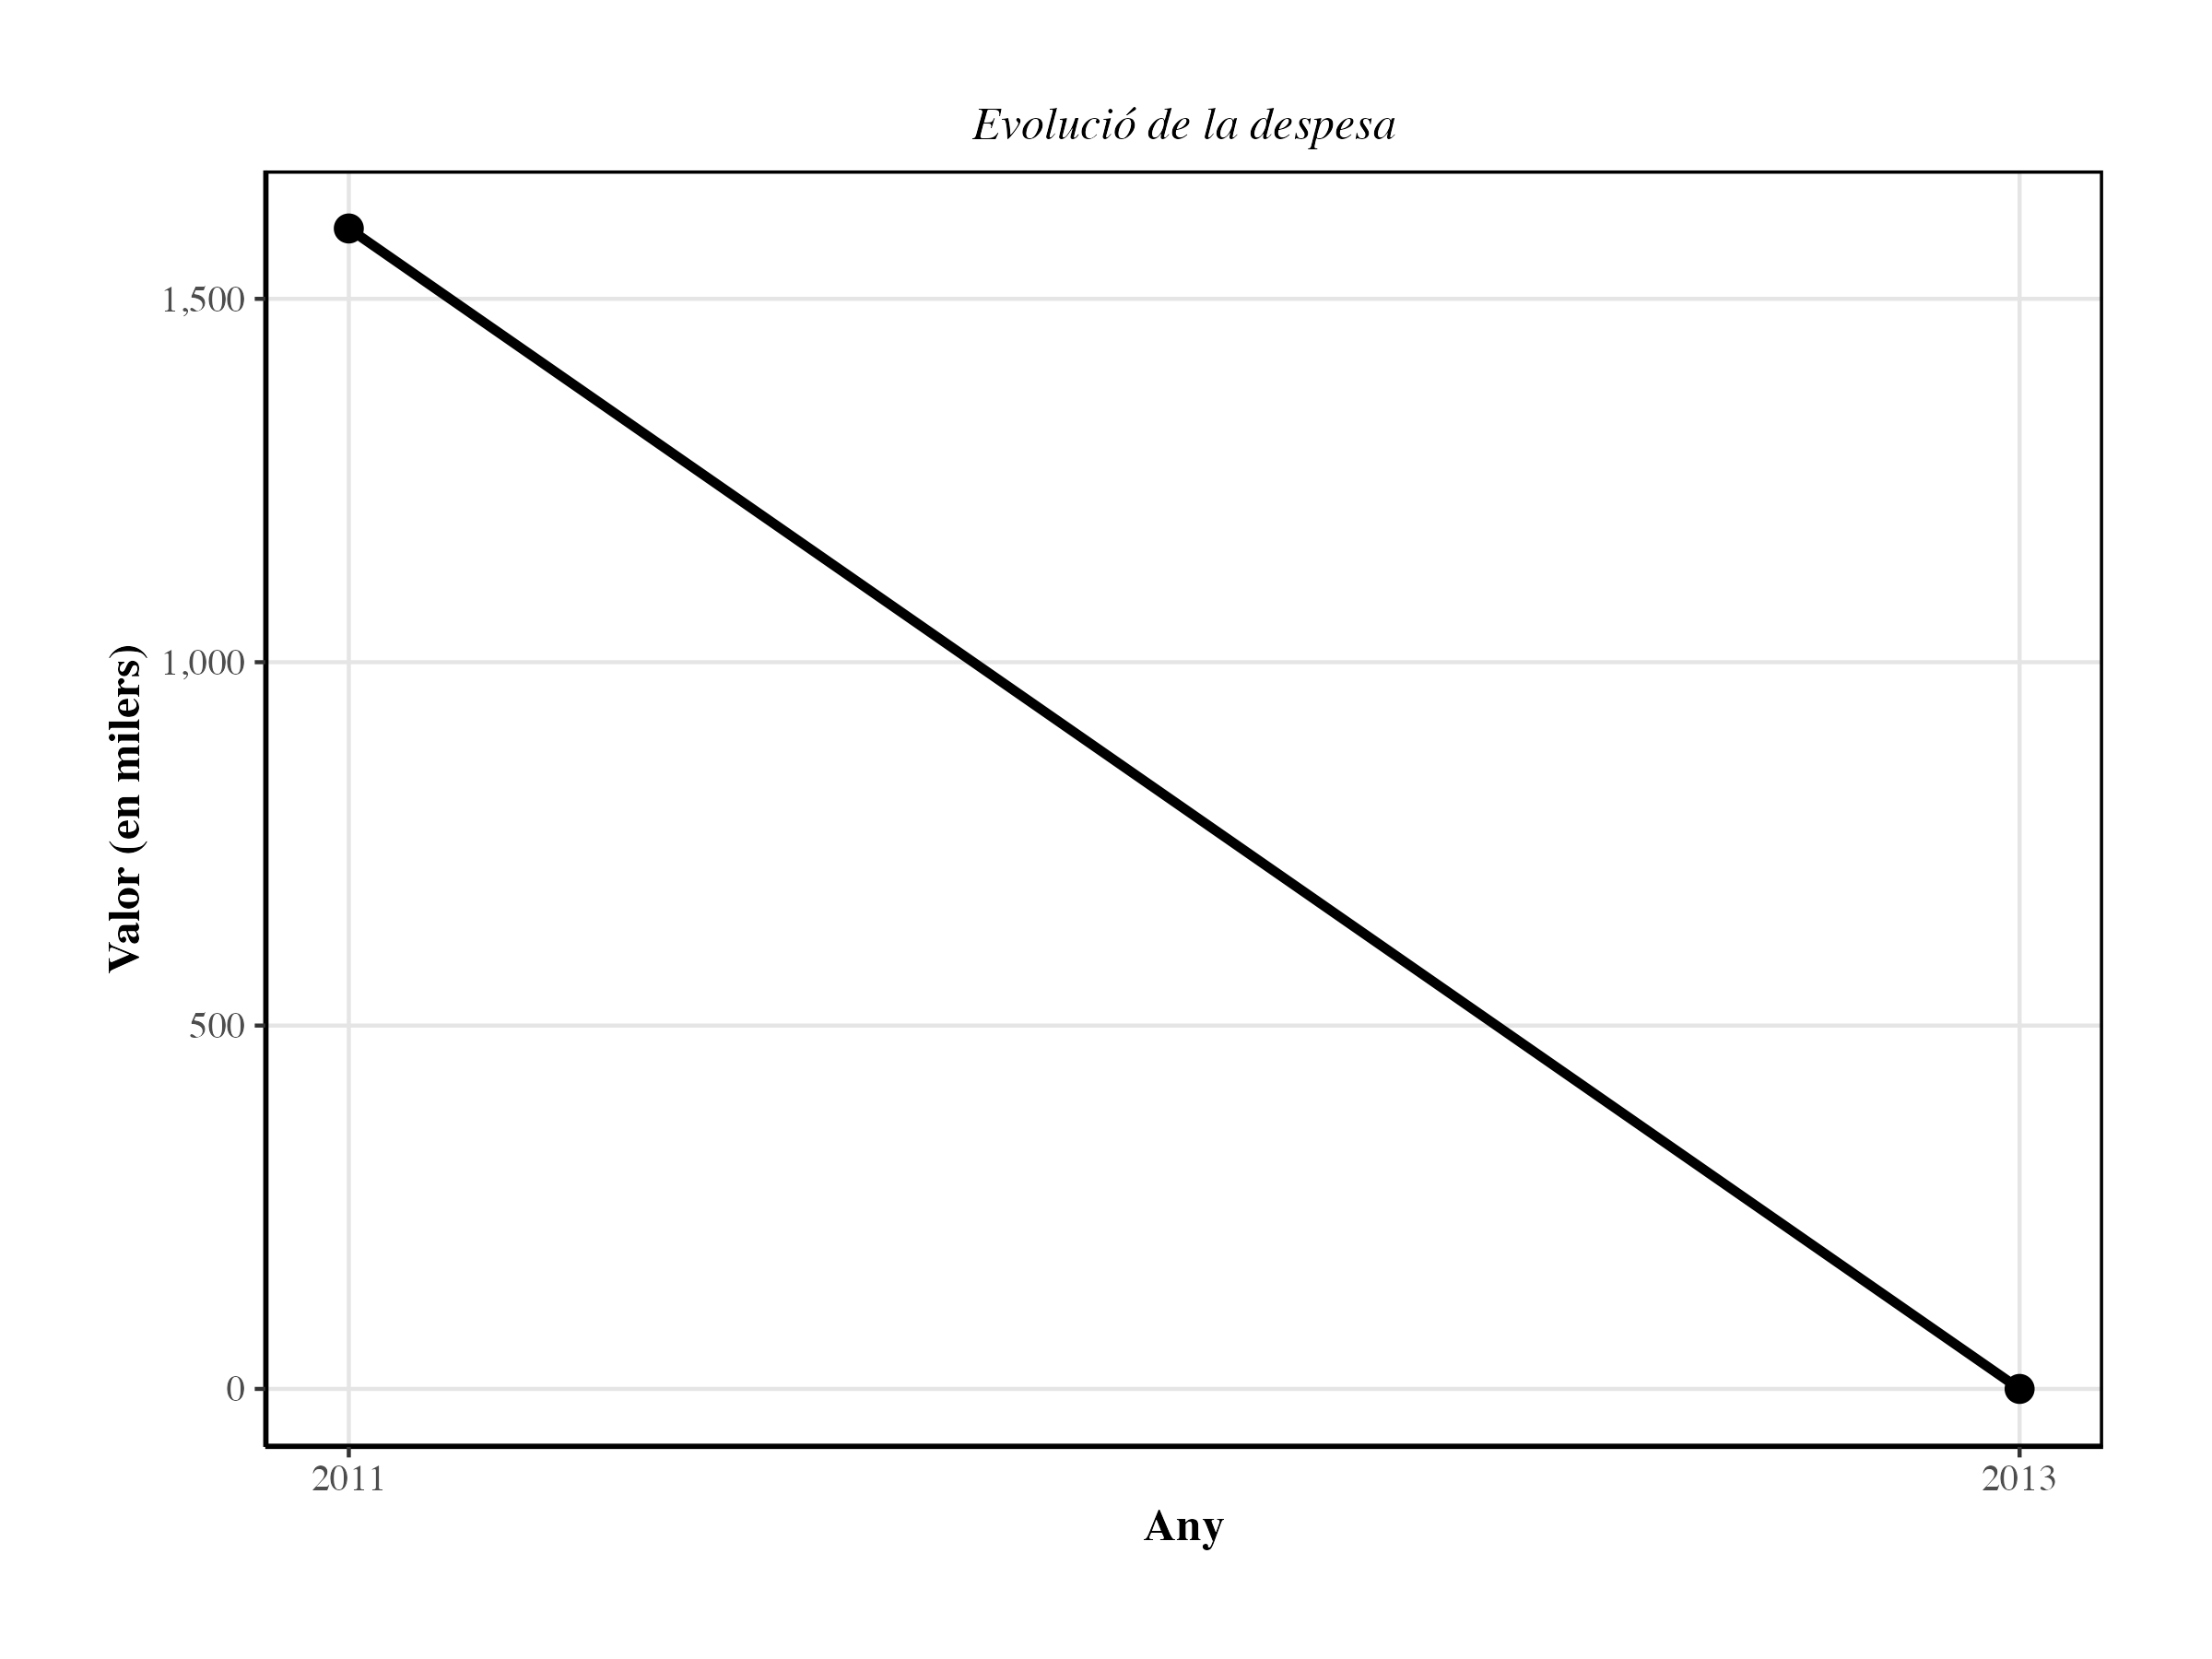 Evolució de la despesa
Valor (en milers)
1,500
1,000
500
0
2011
2013
Any